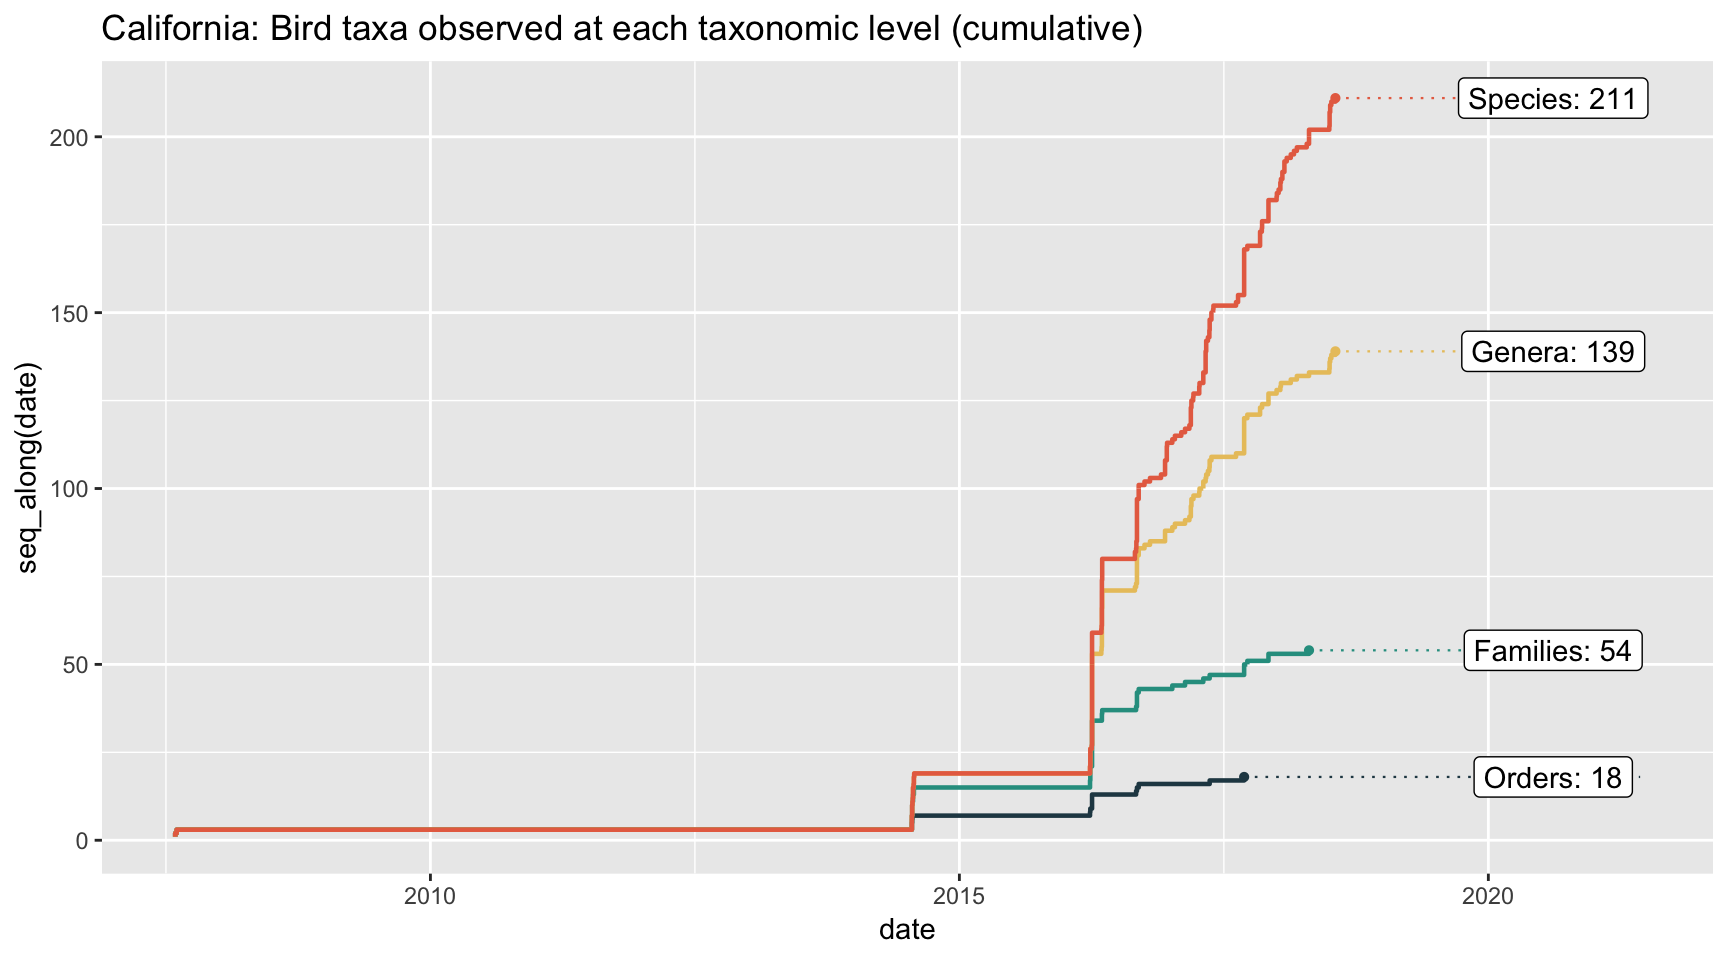 California: Bird taxa observed at each taxonomic level (cumulative)
seq_along(date)
200
150
100
50
0
Species: 211
Genera: 139
Families: 54
Orders: 18
2010
2015
2020
date